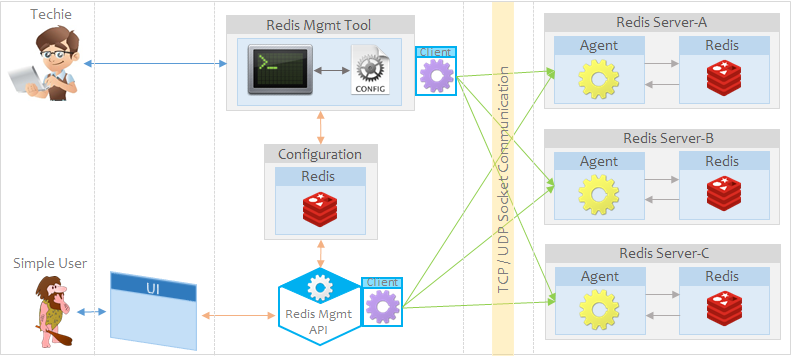 Techie
Redis Mgmt Tool
>_
CONFIG
Client
Configuration
Redis
Simple User
UI
Redis Mgmt
API
Client
TCP / UDP Socket Communication
Redis Server-A
Agent
Redis
Redis Server-B
Agent
Redis
Redis Server-C
Agent
Redis